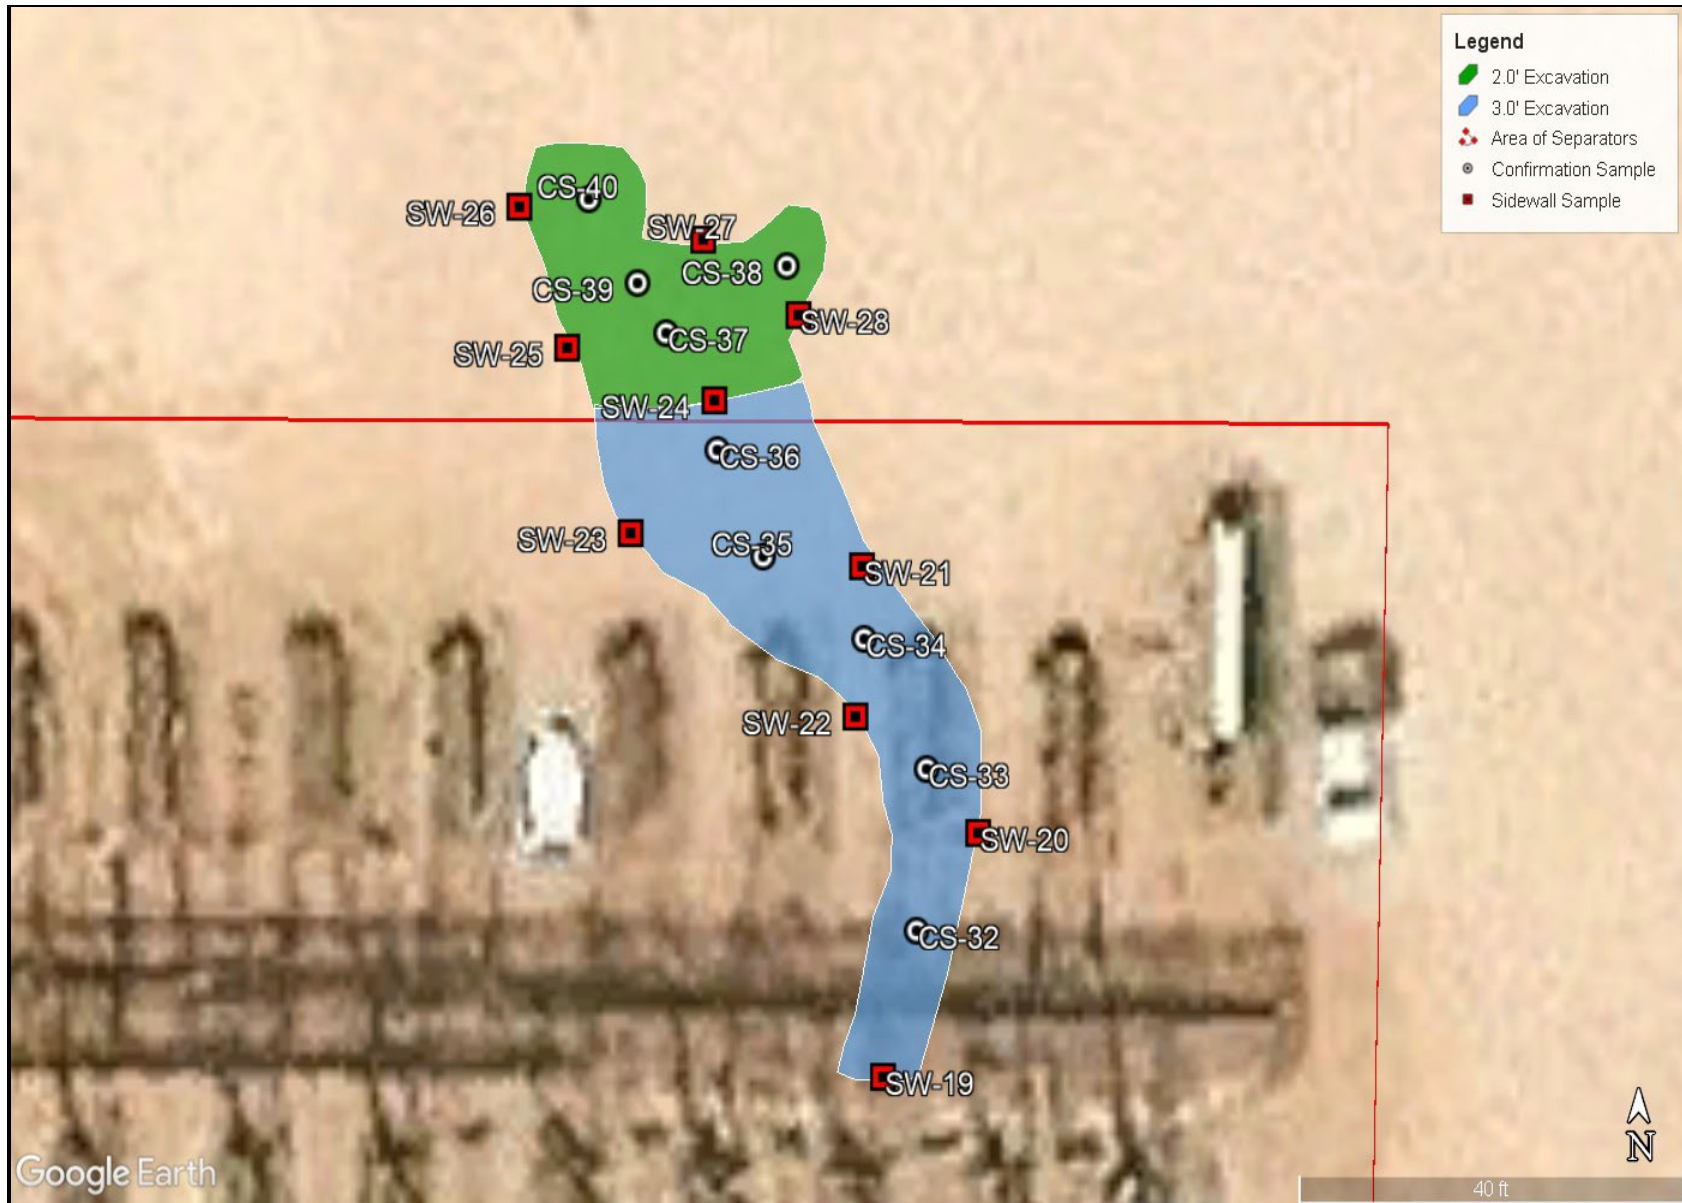 Legend
2.0' Excavation
3.0' Excavation
Area of Separators
Confirmation Sample
Sidewall Sample
CS-40
SW-26
SW-27
CS-38
CS-39
SW-28
CS-37
SW-25
SW-24
CS-36
SW-23
CS-35
SW-21
CS-34
SW-22
CS-33
SW-20
CS-32
SW-19
N
Google Earth
40 ft